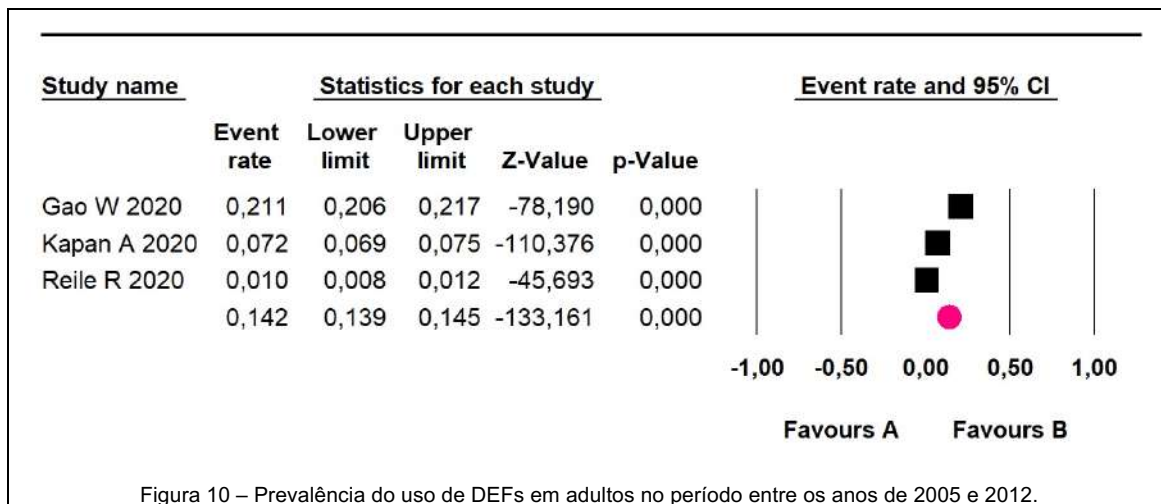 Study name Statistics for each study Event rate and 95% CI
Event Lower Upper
rate limit limit Z-Value p-Value
Gao W 2020 0,211 0,206 0,217 -78,190 0,000
Kapan A 2020 0,072 0,069 0,075 -110,376 0,000
Reile R 2020 0,010 0,008 0,012 -45,693 0,000
0,142 0,139 0,145 -133,161 0,000
-1,00 -0,50 0,00 0,50 1,00
Favours A Favours B
Figura 10 – Prevalência do uso de DEFs em adultos no período entre os anos de 2005 e 2012.